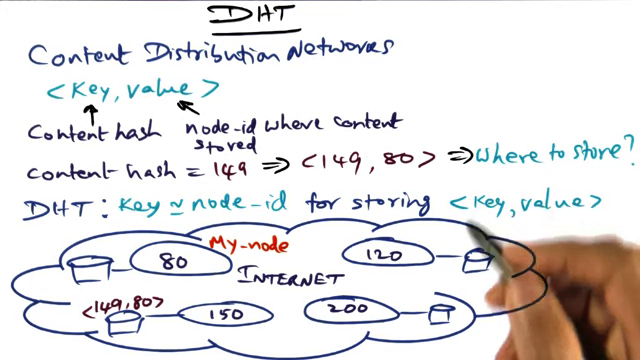 DHT
Content Distribution Networks
<Key, value>
Content hash node-id where content stored
content hash = 149 ⇒ <149, 80> ⇒ Where to store?
DHT: Key ≃ node-id for storing <Key, value>
My-node
80
120
INTERNET
<149, 80>
150
200